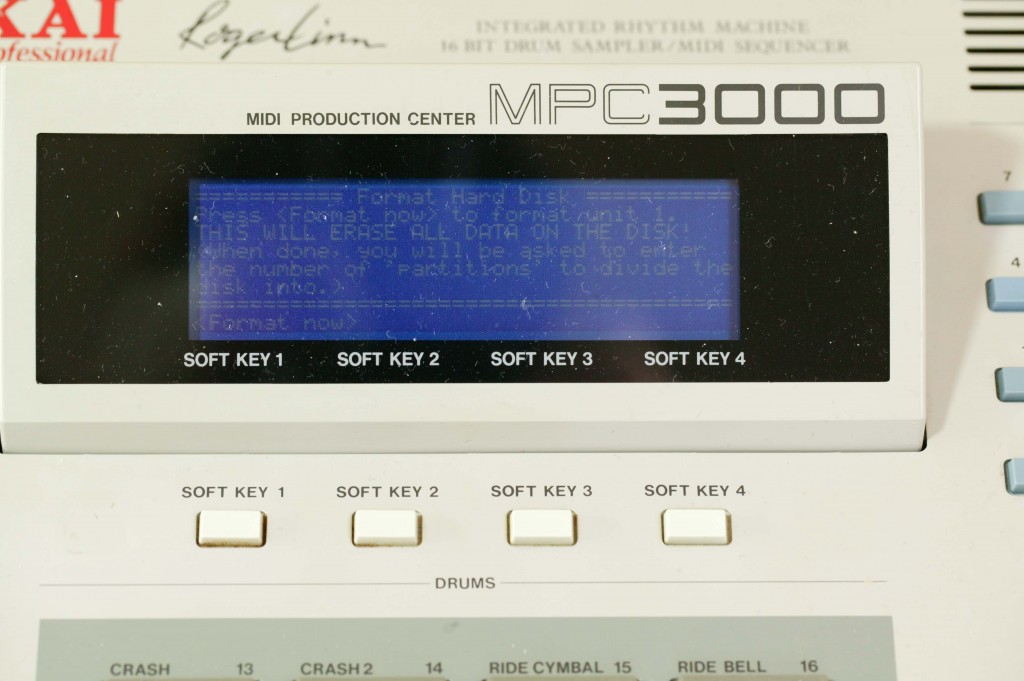 KAI
ofessional
Roger Linn
INTEGRATED RHYTHM MACHINE
16 BIT DRUM SAMPLER/MIDI SEQUENCER
MIDI PRODUCTION CENTER MPC3000
========== Format Hard Disk ==========
Press <Format now> to format unit 1.
THIS WILL ERASE ALL DATA ON THE DISK!
(When done, you will be asked to enter
the number of 'partitions' to divide the
disk into.)
<Format now>
SOFT KEY 1 SOFT KEY 2 SOFT KEY 3 SOFT KEY 4
SOFT KEY 1 SOFT KEY 2 SOFT KEY 3 SOFT KEY 4
7
4
DRUMS
CRASH 13 CRASH 2 14 RIDE CYMBAL 15 RIDE BELL 16